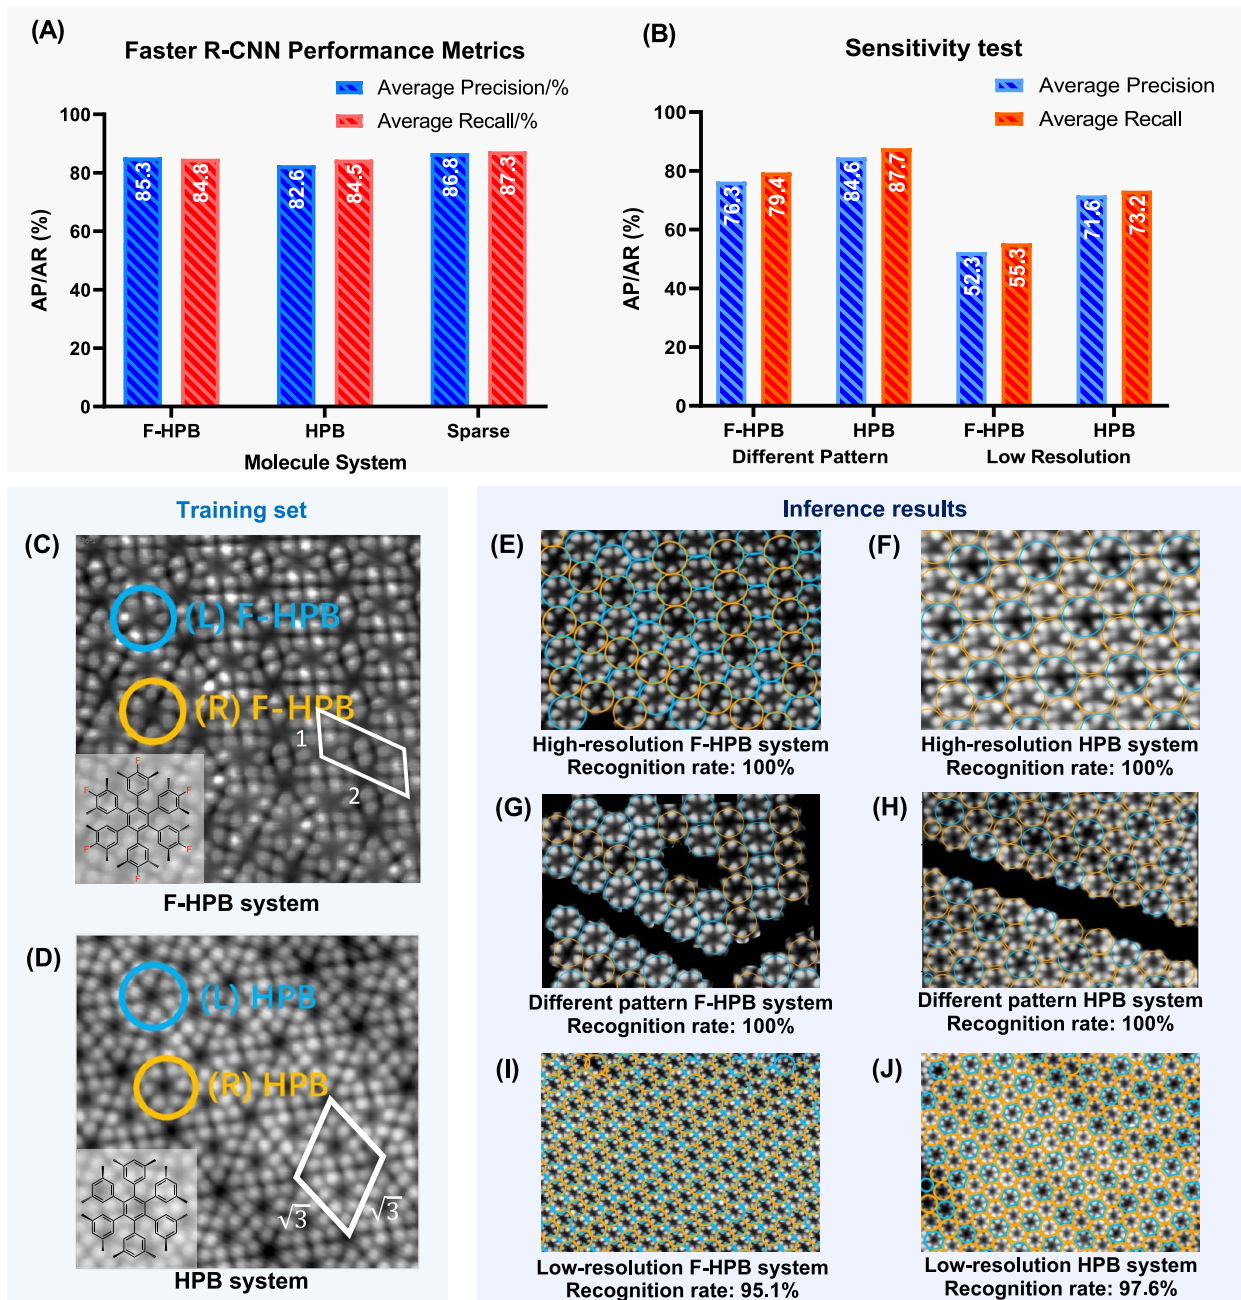 (A)
Faster R-CNN Performance Metrics
Average Precision/%
Average Recall/%
AP/AR (%)
100
80
60
40
20
0
85.3
84.8
82.6
84.5
86.8
87.3
F-HPB
HPB
Sparse
Molecule System
(B)
Sensitivity test
Average Precision
Average Recall
AP/AR (%)
100
80
60
40
20
0
76.3
79.4
84.6
87.7
52.3
55.3
71.6
73.2
F-HPB
HPB
F-HPB
HPB
Different Pattern
Low Resolution
Training set
(C)
(L) F-HPB
(R) F-HPB
1
2
F
F
F
F
F
F
F-HPB system
(D)
(L) HPB
(R) HPB
√3
√3
HPB system
Inference results
(E)
High-resolution F-HPB system
Recognition rate: 100%
(F)
High-resolution HPB system
Recognition rate: 100%
(G)
Different pattern F-HPB system
Recognition rate: 100%
(H)
Different pattern HPB system
Recognition rate: 100%
(I)
Low-resolution F-HPB system
Recognition rate: 95.1%
(J)
Low-resolution HPB system
Recognition rate: 97.6%